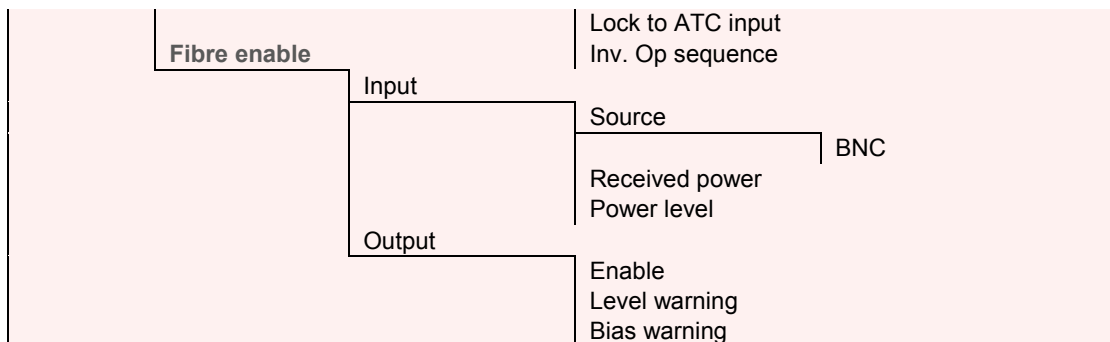 Lock to ATC input
Fibre enable
Inv. Op sequence
Input
Source
BNC
Received power
Power level
Output
Enable
Level warning
Bias warning